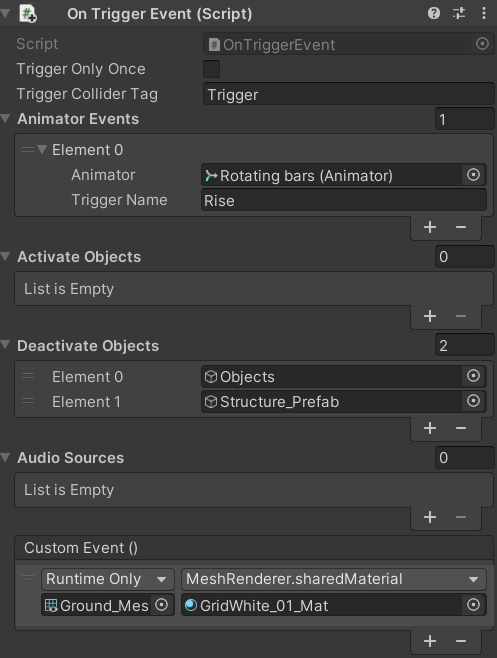 On Trigger Event (Script)
Script OnTriggerEvent
Trigger Only Once
Trigger Collider Tag Trigger
Animator Events 1
Element 0
Animator Rotating bars (Animator)
Trigger Name Rise
Activate Objects 0
List is Empty
Deactivate Objects 2
Element 0 Objects
Element 1 Structure_Prefab
Audio Sources 0
List is Empty
Custom Event ()
Runtime Only MeshRenderer.sharedMaterial
Ground_Mes GridWhite_01_Mat